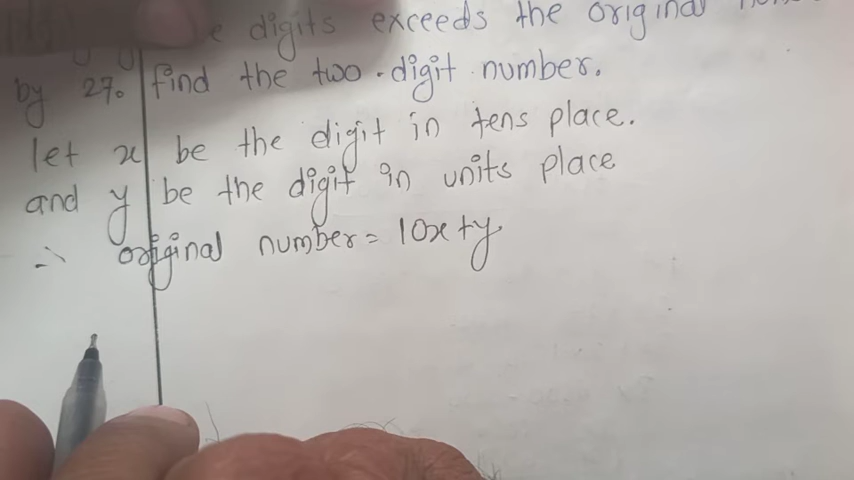 digits exceeds the original
by 27. find the two-digit number.
let x be the digit in tens place.
and y be the digit in units place
∴ original number = 10x+y